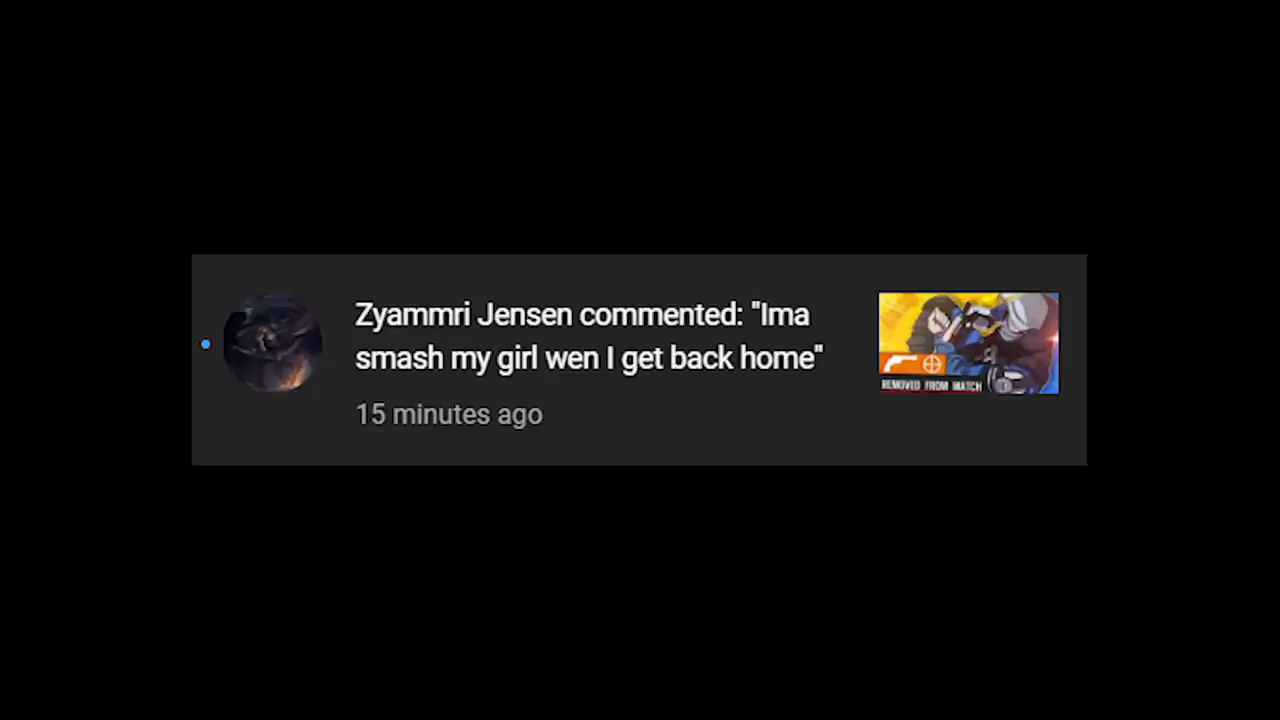 Zyammri Jensen commented: "Ima
smash my girl wen I get back home"
15 minutes ago
REMOVED FROM MATCH